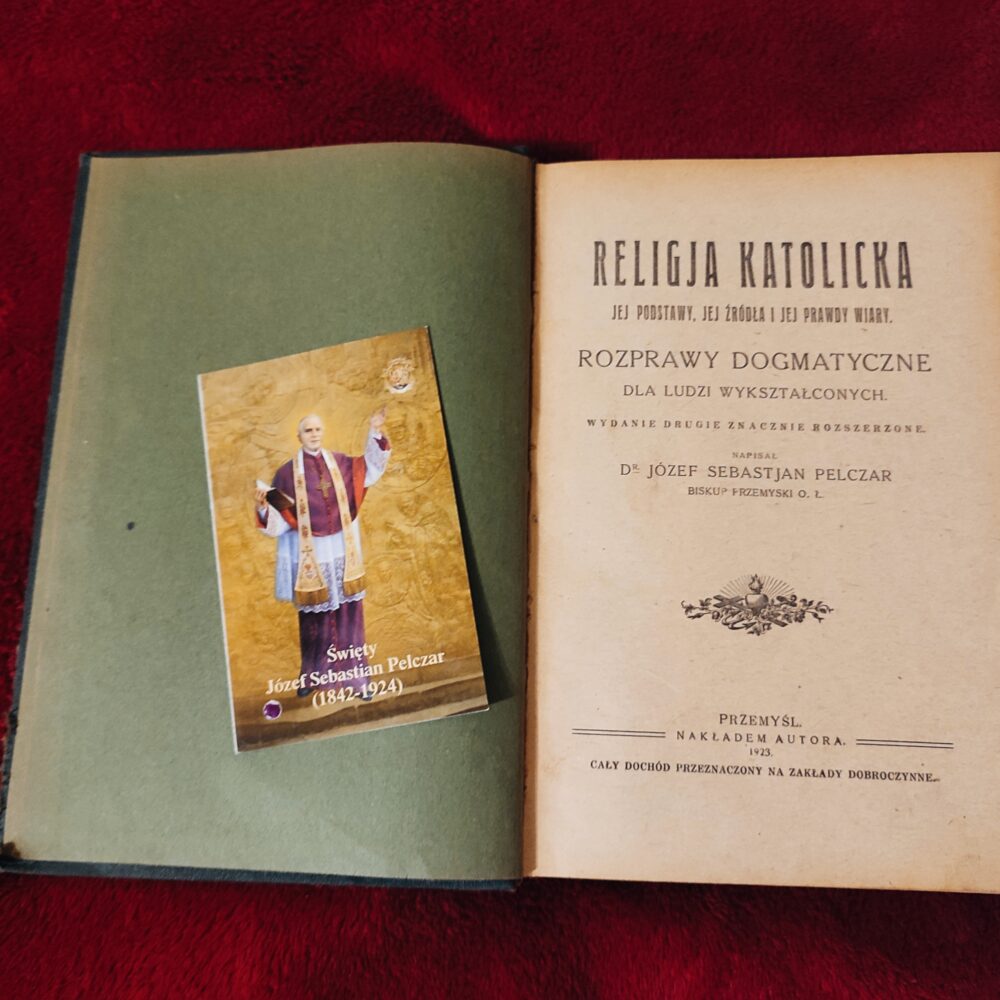 Święty
Józef Sebastian Pelczar
(1842-1924)
RELIGJA KATOLICKA
JEJ PODSTAWY, JEJ ŹRÓDŁA I JEJ PRAWDY WIARY.
ROZPRAWY DOGMATYCZNE
DLA LUDZI WYKSZTAŁCONYCH.
WYDANIE DRUGIE ZNACZNIE ROZSZERZONE.
NAPISAŁ
DR. JÓZEF SEBASTJAN PELCZAR
BISKUP PRZEMYSKI O. Ł.
PRZEMYŚL.
NAKŁADEM AUTORA.
1923.
CAŁY DOCHÓD PRZEZNACZONY NA ZAKŁADY DOBROCZYNNE.